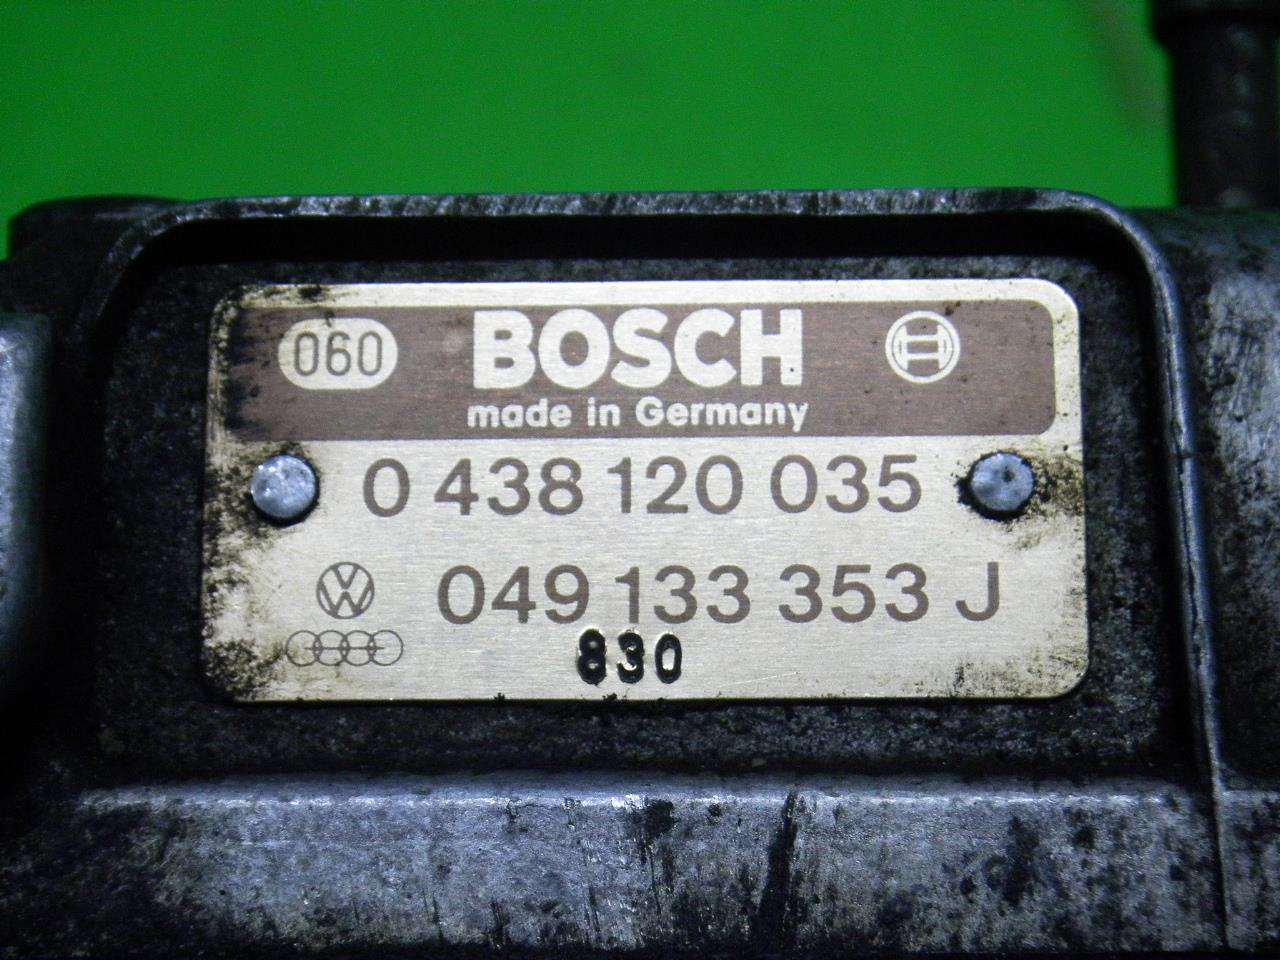 060 BOSCH
made in Germany
0 438 120 035
049 133 353 J
830